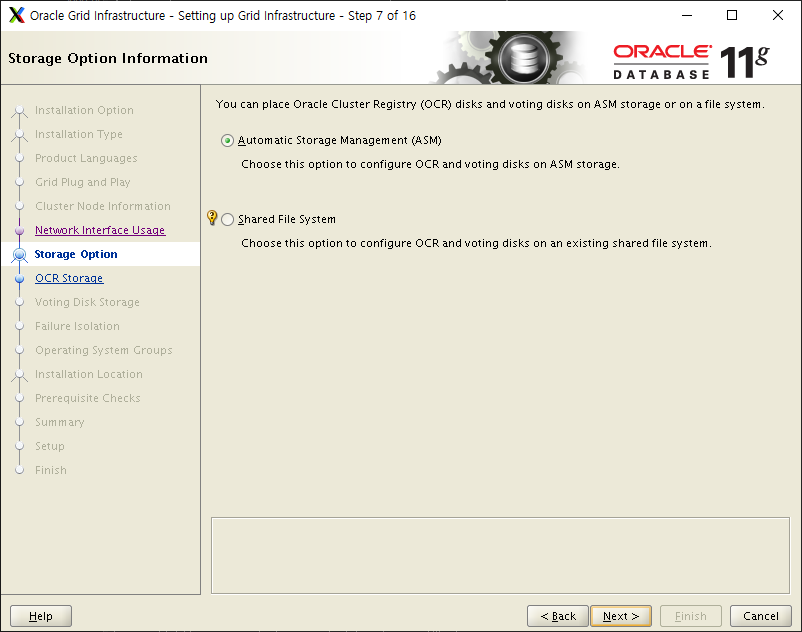 Oracle Grid Infrastructure - Setting up Grid Infrastructure - Step 7 of 16
Storage Option Information
ORACLE
DATABASE
11g
Installation Option
Installation Type
Product Languages
Grid Plug and Play
Cluster Node Information
Network Interface Usage
Storage Option
OCR Storage
Voting Disk Storage
Failure Isolation
Operating System Groups
Installation Location
Prerequisite Checks
Summary
Setup
Finish
You can place Oracle Cluster Registry (OCR) disks and voting disks on ASM storage or on a file system.
Automatic Storage Management (ASM)
Choose this option to configure OCR and voting disks on ASM storage.
Shared File System
Choose this option to configure OCR and voting disks on an existing shared file system.
Help
< Back
Next >
Finish
Cancel